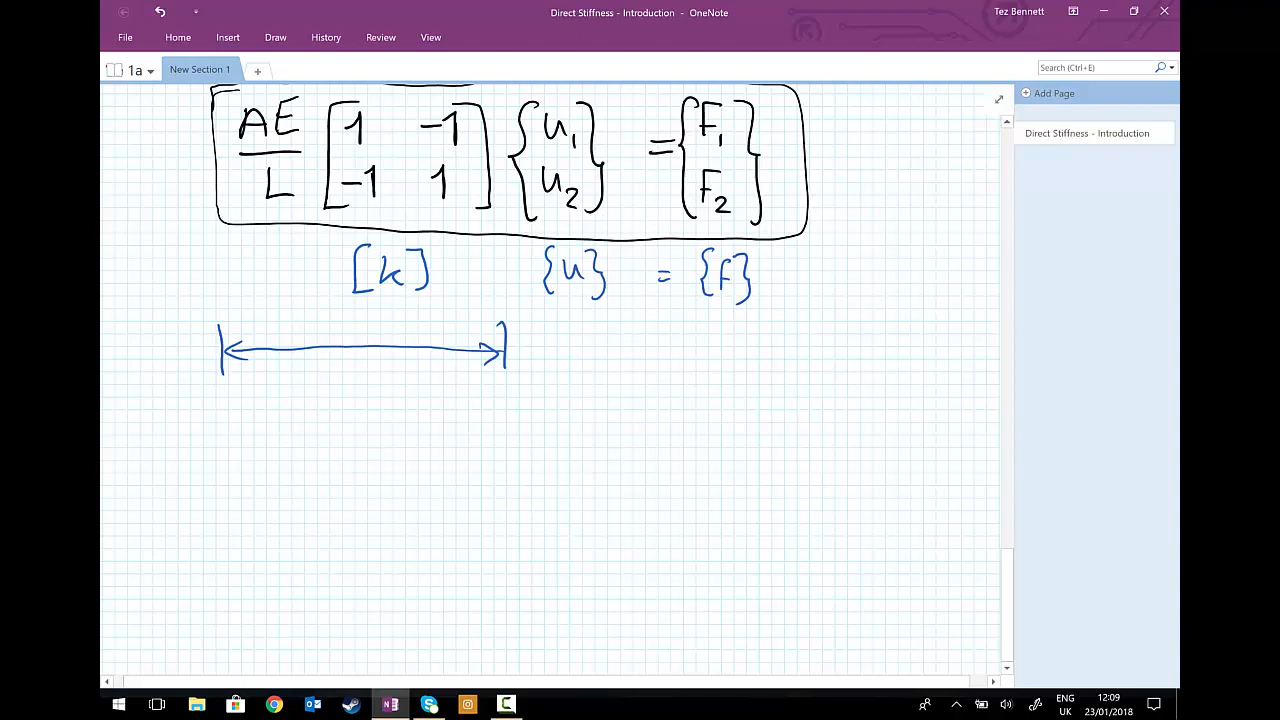 Direct Stiffness - Introduction - OneNote
Tez Bennett
File Home Insert Draw History Review View
1a
New Section 1
+
Search (Ctrl+E)
Add Page
Direct Stiffness - Introduction
AE 1 -1 u1 = F1
L -1 1 u2 F2
[k] {u} = {F}
ENG 12:09
UK 23/01/2018